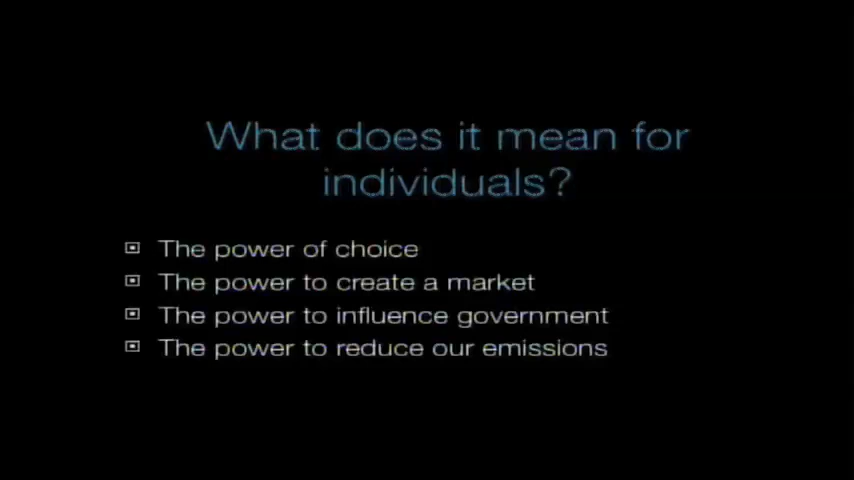 What does it mean for
individuals?
The power of choice
The power to create a market
The power to influence government
The power to reduce our emissions